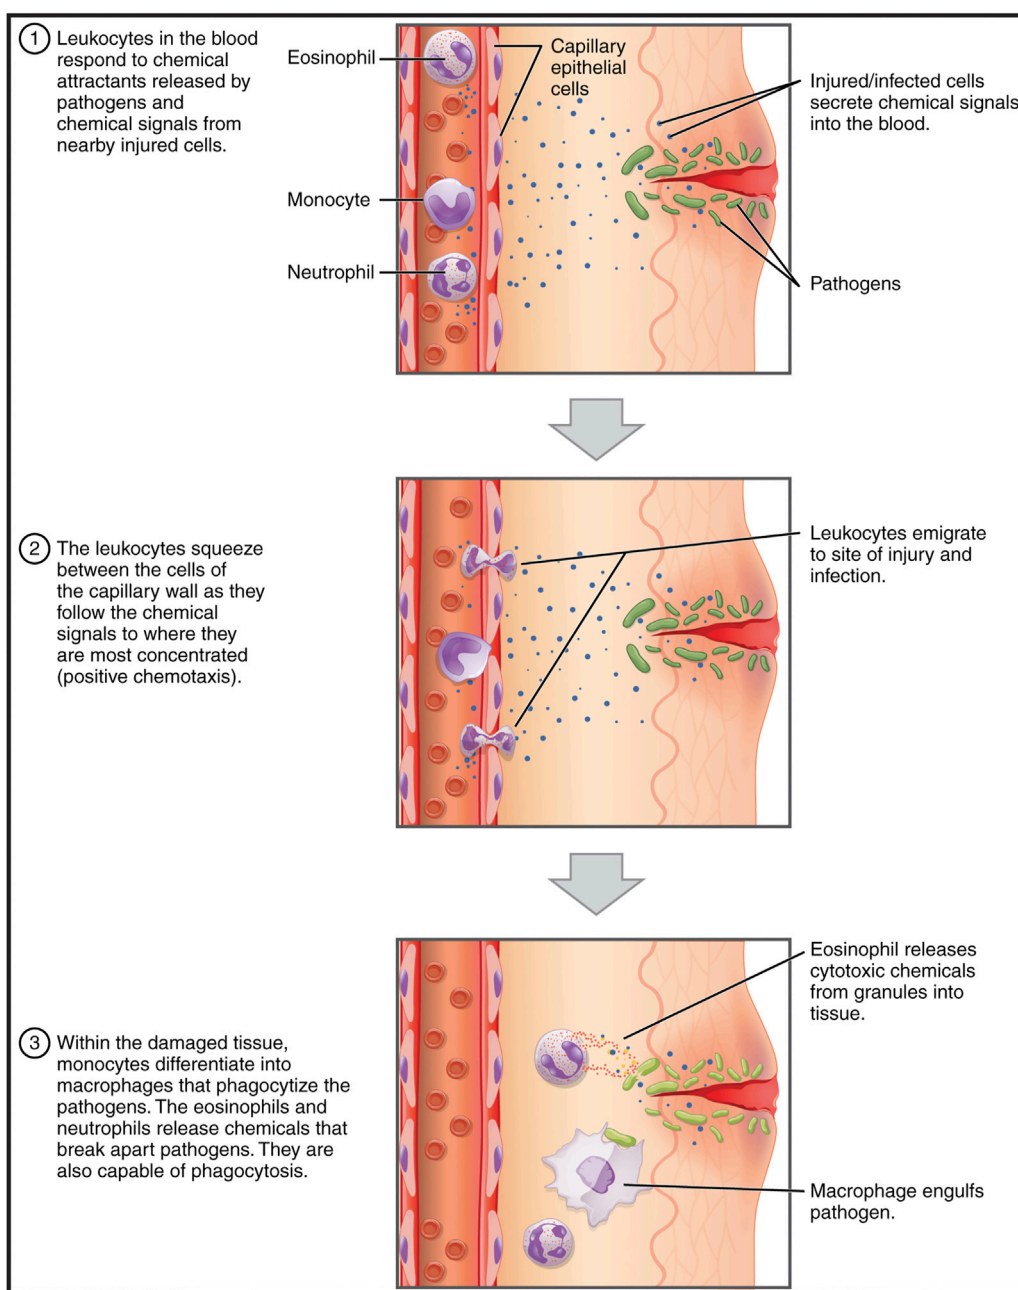 1 Leukocytes in the blood
respond to chemical
attractants released by
pathogens and
chemical signals from
nearby injured cells.
Eosinophil
Monocyte
Neutrophil
Capillary
epithelial
cells
Injured/infected cells
secrete chemical signals
into the blood.
Pathogens
2 The leukocytes squeeze
between the cells of
the capillary wall as they
follow the chemical
signals to where they
are most concentrated
(positive chemotaxis).
Leukocytes emigrate
to site of injury and
infection.
3 Within the damaged tissue,
monocytes differentiate into
macrophages that phagocytize the
pathogens. The eosinophils and
neutrophils release chemicals that
break apart pathogens. They are
also capable of phagocytosis.
Eosinophil releases
cytotoxic chemicals
from granules into
tissue.
Macrophage engulfs
pathogen.